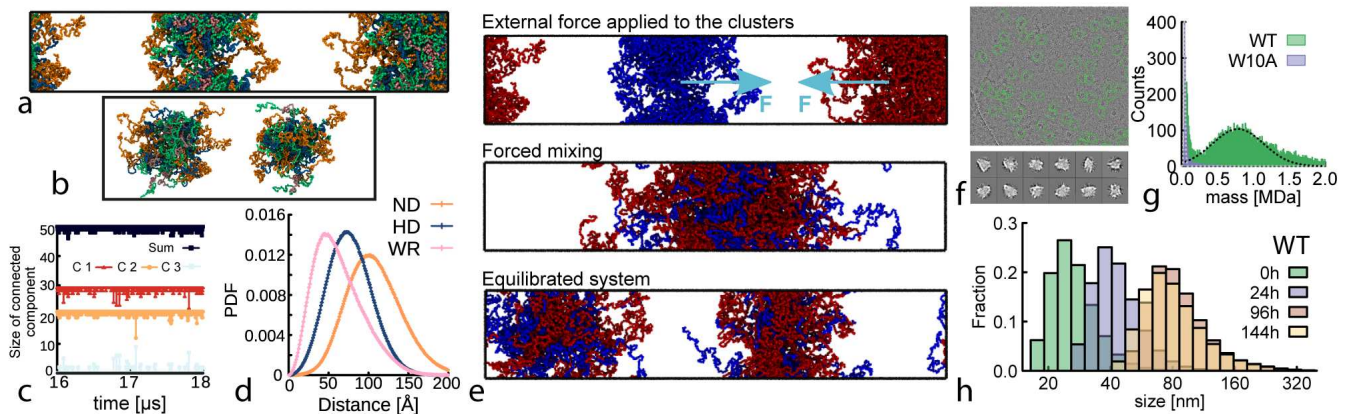 a
b
50
40
30
20
10
0
Sum
C 1
C 2
C 3
Size of connected
component
16
17
18
c
time [µs]
0.016
0.012
0.008
0.004
0
ND
HD
WR
PDF
0
50
100
150
200
d
Distance [Å]
External force applied to the clusters
F
F
Forced mixing
Equilibrated system
e
f
400
300
200
100
0
WT
W10A
Counts
0.0
0.5
1.0
1.5
2.0
g
mass [MDa]
0.3
0.2
0.1
0.0
WT
0h
24h
96h
144h
Fraction
20
40
80
160
320
h
size [nm]